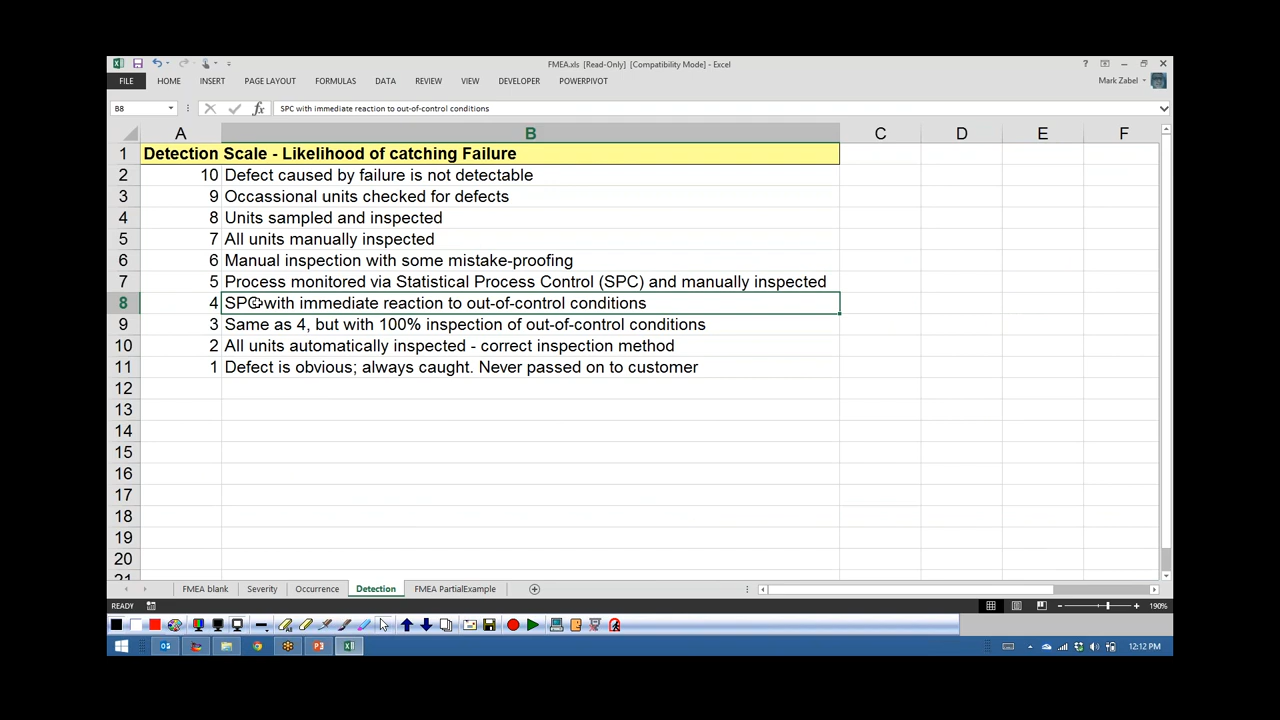 FMEA.xls [Read-Only] [Compatibility Mode] - Excel
FILE HOME INSERT PAGE LAYOUT FORMULAS DATA REVIEW VIEW DEVELOPER POWERPIVOT Mark Zabel
B8 fx SPC with immediate reaction to out-of-control conditions
A B C D E F
1 Detection Scale - Likelihood of catching Failure
2 10 Defect caused by failure is not detectable
3 9 Occassional units checked for defects
4 8 Units sampled and inspected
5 7 All units manually inspected
6 6 Manual inspection with some mistake-proofing
7 5 Process monitored via Statistical Process Control (SPC) and manually inspected
8 4 SPC with immediate reaction to out-of-control conditions
9 3 Same as 4, but with 100% inspection of out-of-control conditions
10 2 All units automatically inspected - correct inspection method
11 1 Defect is obvious; always caught. Never passed on to customer
12
13
14
15
16
17
18
19
20
21
FMEA blank Severity Occurrence Detection FMEA PartialExample
READY 190%
12:12 PM